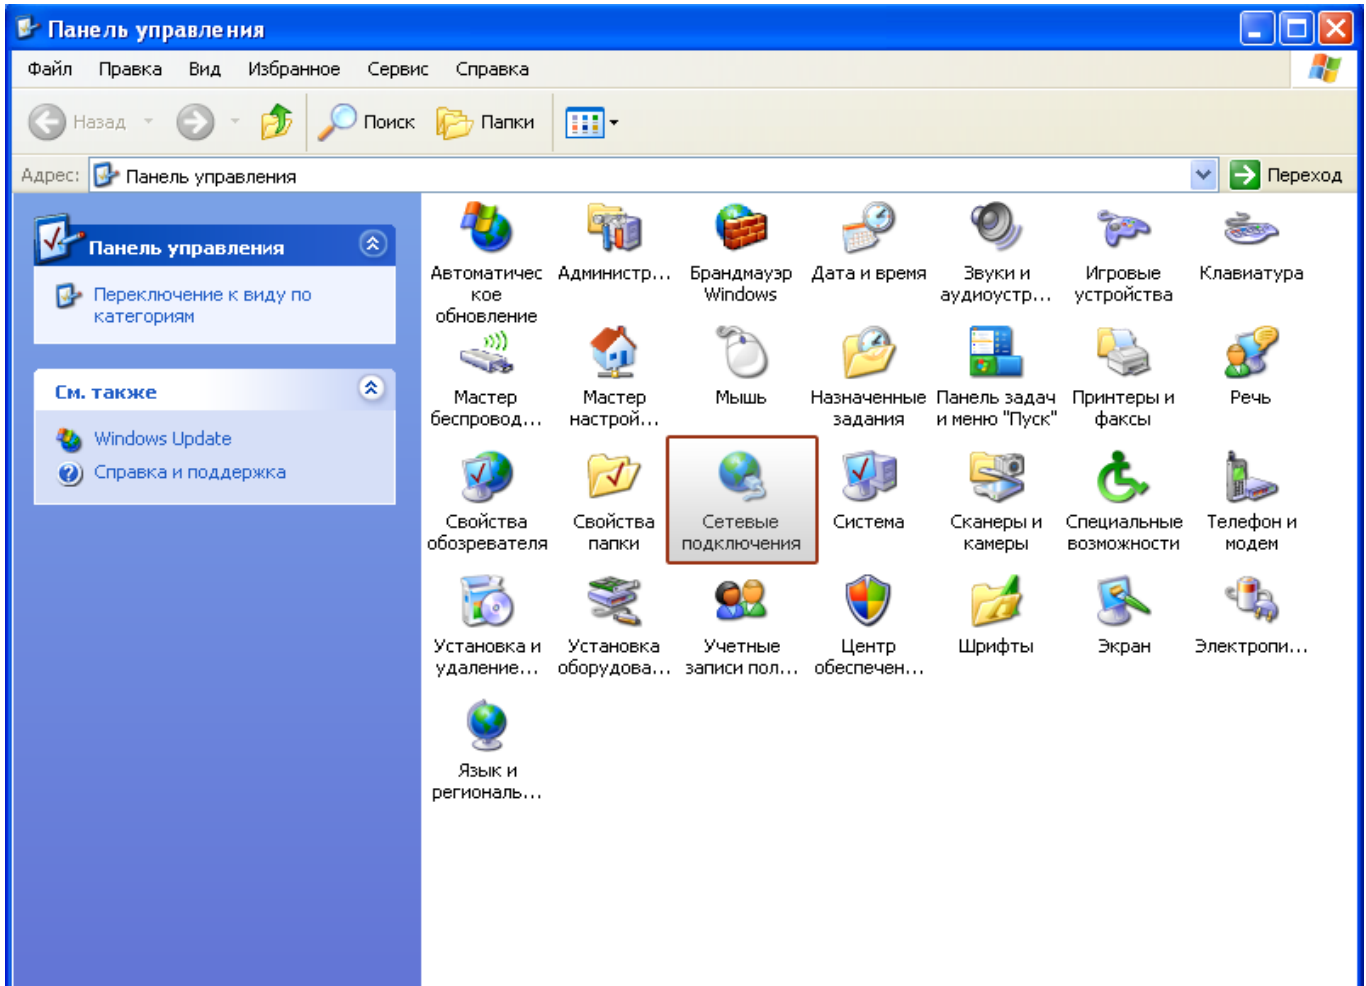 Панель управления
Файл Правка Вид Избранное Сервис Справка
Назад Поиск Папки
Адрес: Панель управления Переход
Панель управления
Переключение к виду по
категориям
См. также
Windows Update
Справка и поддержка
Автоматичес
кое
обновление
Администр...
Брандмауэр
Windows
Дата и время
Звуки и
аудиоустр...
Игровые
устройства
Клавиатура
Мастер
беспровод...
Мастер
настрой...
Мышь
Назначенные
задания
Панель задач
и меню "Пуск"
Принтеры и
факсы
Речь
Свойства
обозревателя
Свойства
папки
Сетевые
подключения
Система
Сканеры и
камеры
Специальные
возможности
Телефон и
модем
Установка и
удаление...
Установка
оборудова...
Учетные
записи пол...
Центр
обеспечен...
Шрифты
Экран
Электропи...
Язык и
региональ...